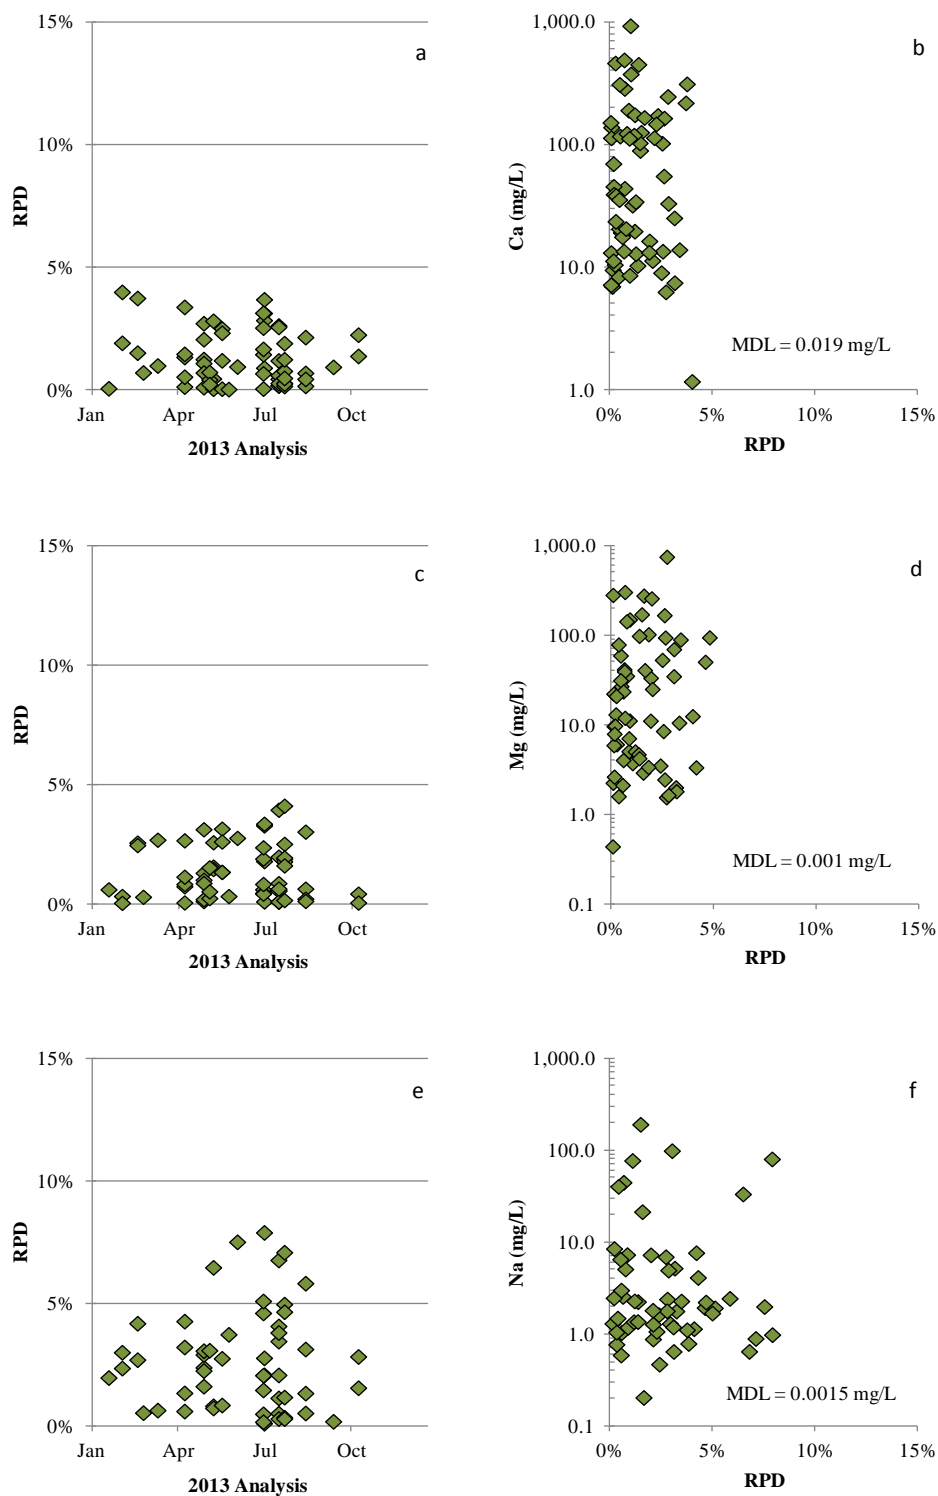 15%
a
10%
RPD
5%
0%
Jan Apr Jul Oct
2013 Analysis
1,000.0
b
100.0
Ca (mg/L)
10.0
MDL = 0.019 mg/L
1.0
0% 5% 10% 15%
RPD
15%
c
10%
RPD
5%
0%
Jan Apr Jul Oct
2013 Analysis
1,000.0
d
100.0
10.0
Mg (mg/L)
1.0
MDL = 0.001 mg/L
0.1
0% 5% 10% 15%
RPD
15%
e
10%
RPD
5%
0%
Jan Apr Jul Oct
2013 Analysis
1,000.0
f
100.0
10.0
Na (mg/L)
1.0
MDL = 0.0015 mg/L
0.1
0% 5% 10% 15%
RPD